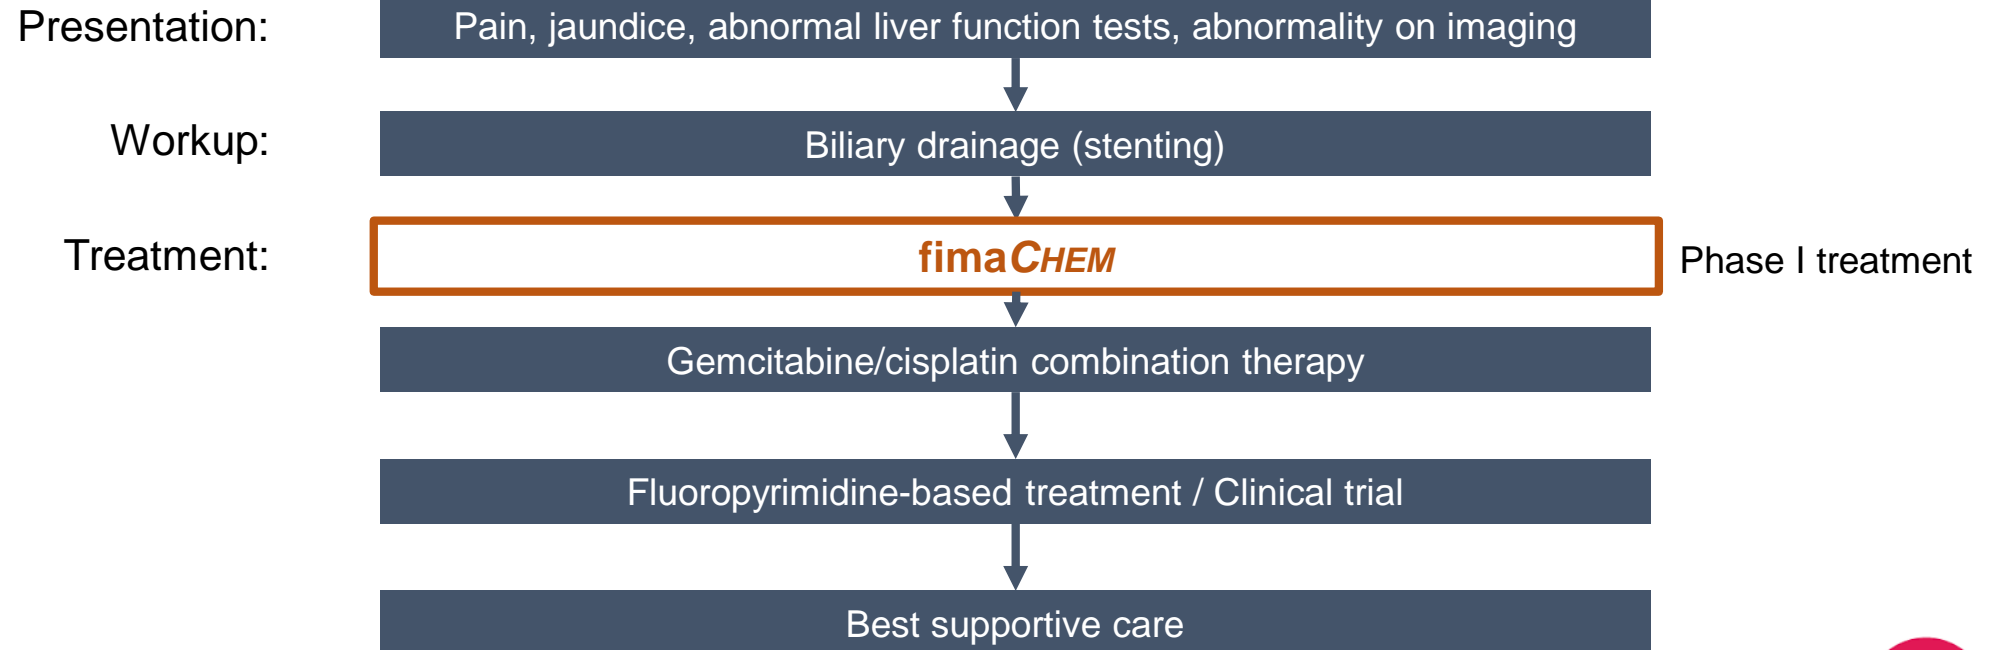 Presentation:
Pain, jaundice, abnormal liver function tests, abnormality on imaging
Workup:
Biliary drainage (stenting)
Treatment:
fimaCHEM
Phase I treatment
Gemcitabine/cisplatin combination therapy
Fluoropyrimidine-based treatment / Clinical trial
Best supportive care